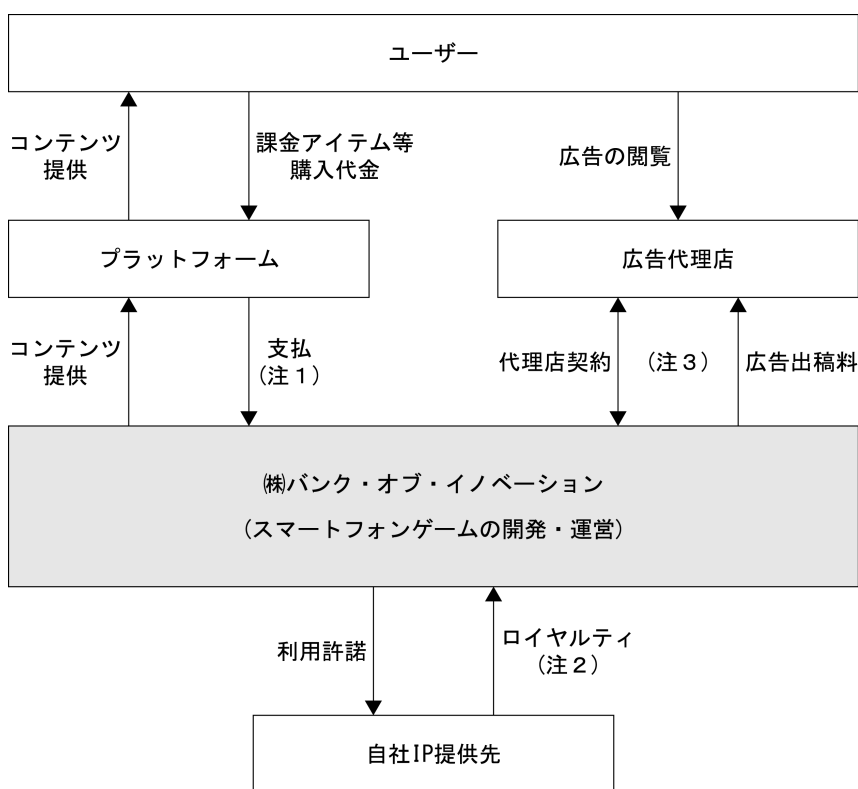 ユーザー
コンテンツ
提供
課金アイテム等
購入代金
広告の閲覧
プラットフォーム
広告代理店
コンテンツ
提供
支払
（注１）
代理店契約
（注３）
広告出稿料
㈱バンク・オブ・イノベーション
（スマートフォンゲームの開発・運営）
利用許諾
ロイヤルティ
（注２）
自社IP提供先